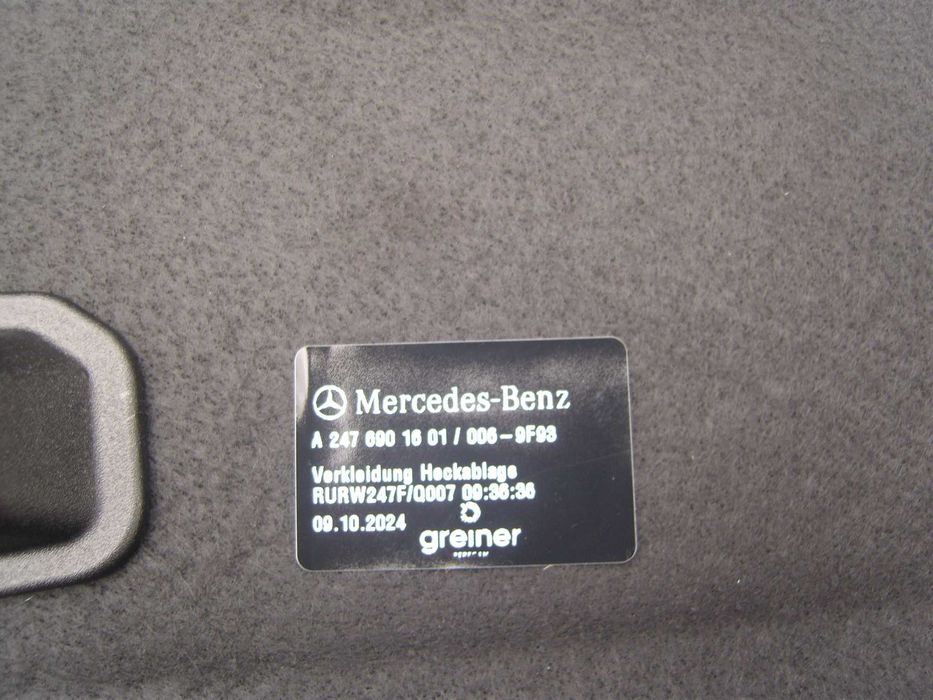 Mercedes-Benz
A 247 690 16 01 / 006-9F93
Verkleidung Heckablage
RURW247F/Q007 09:36:36
09.10.2024
greiner